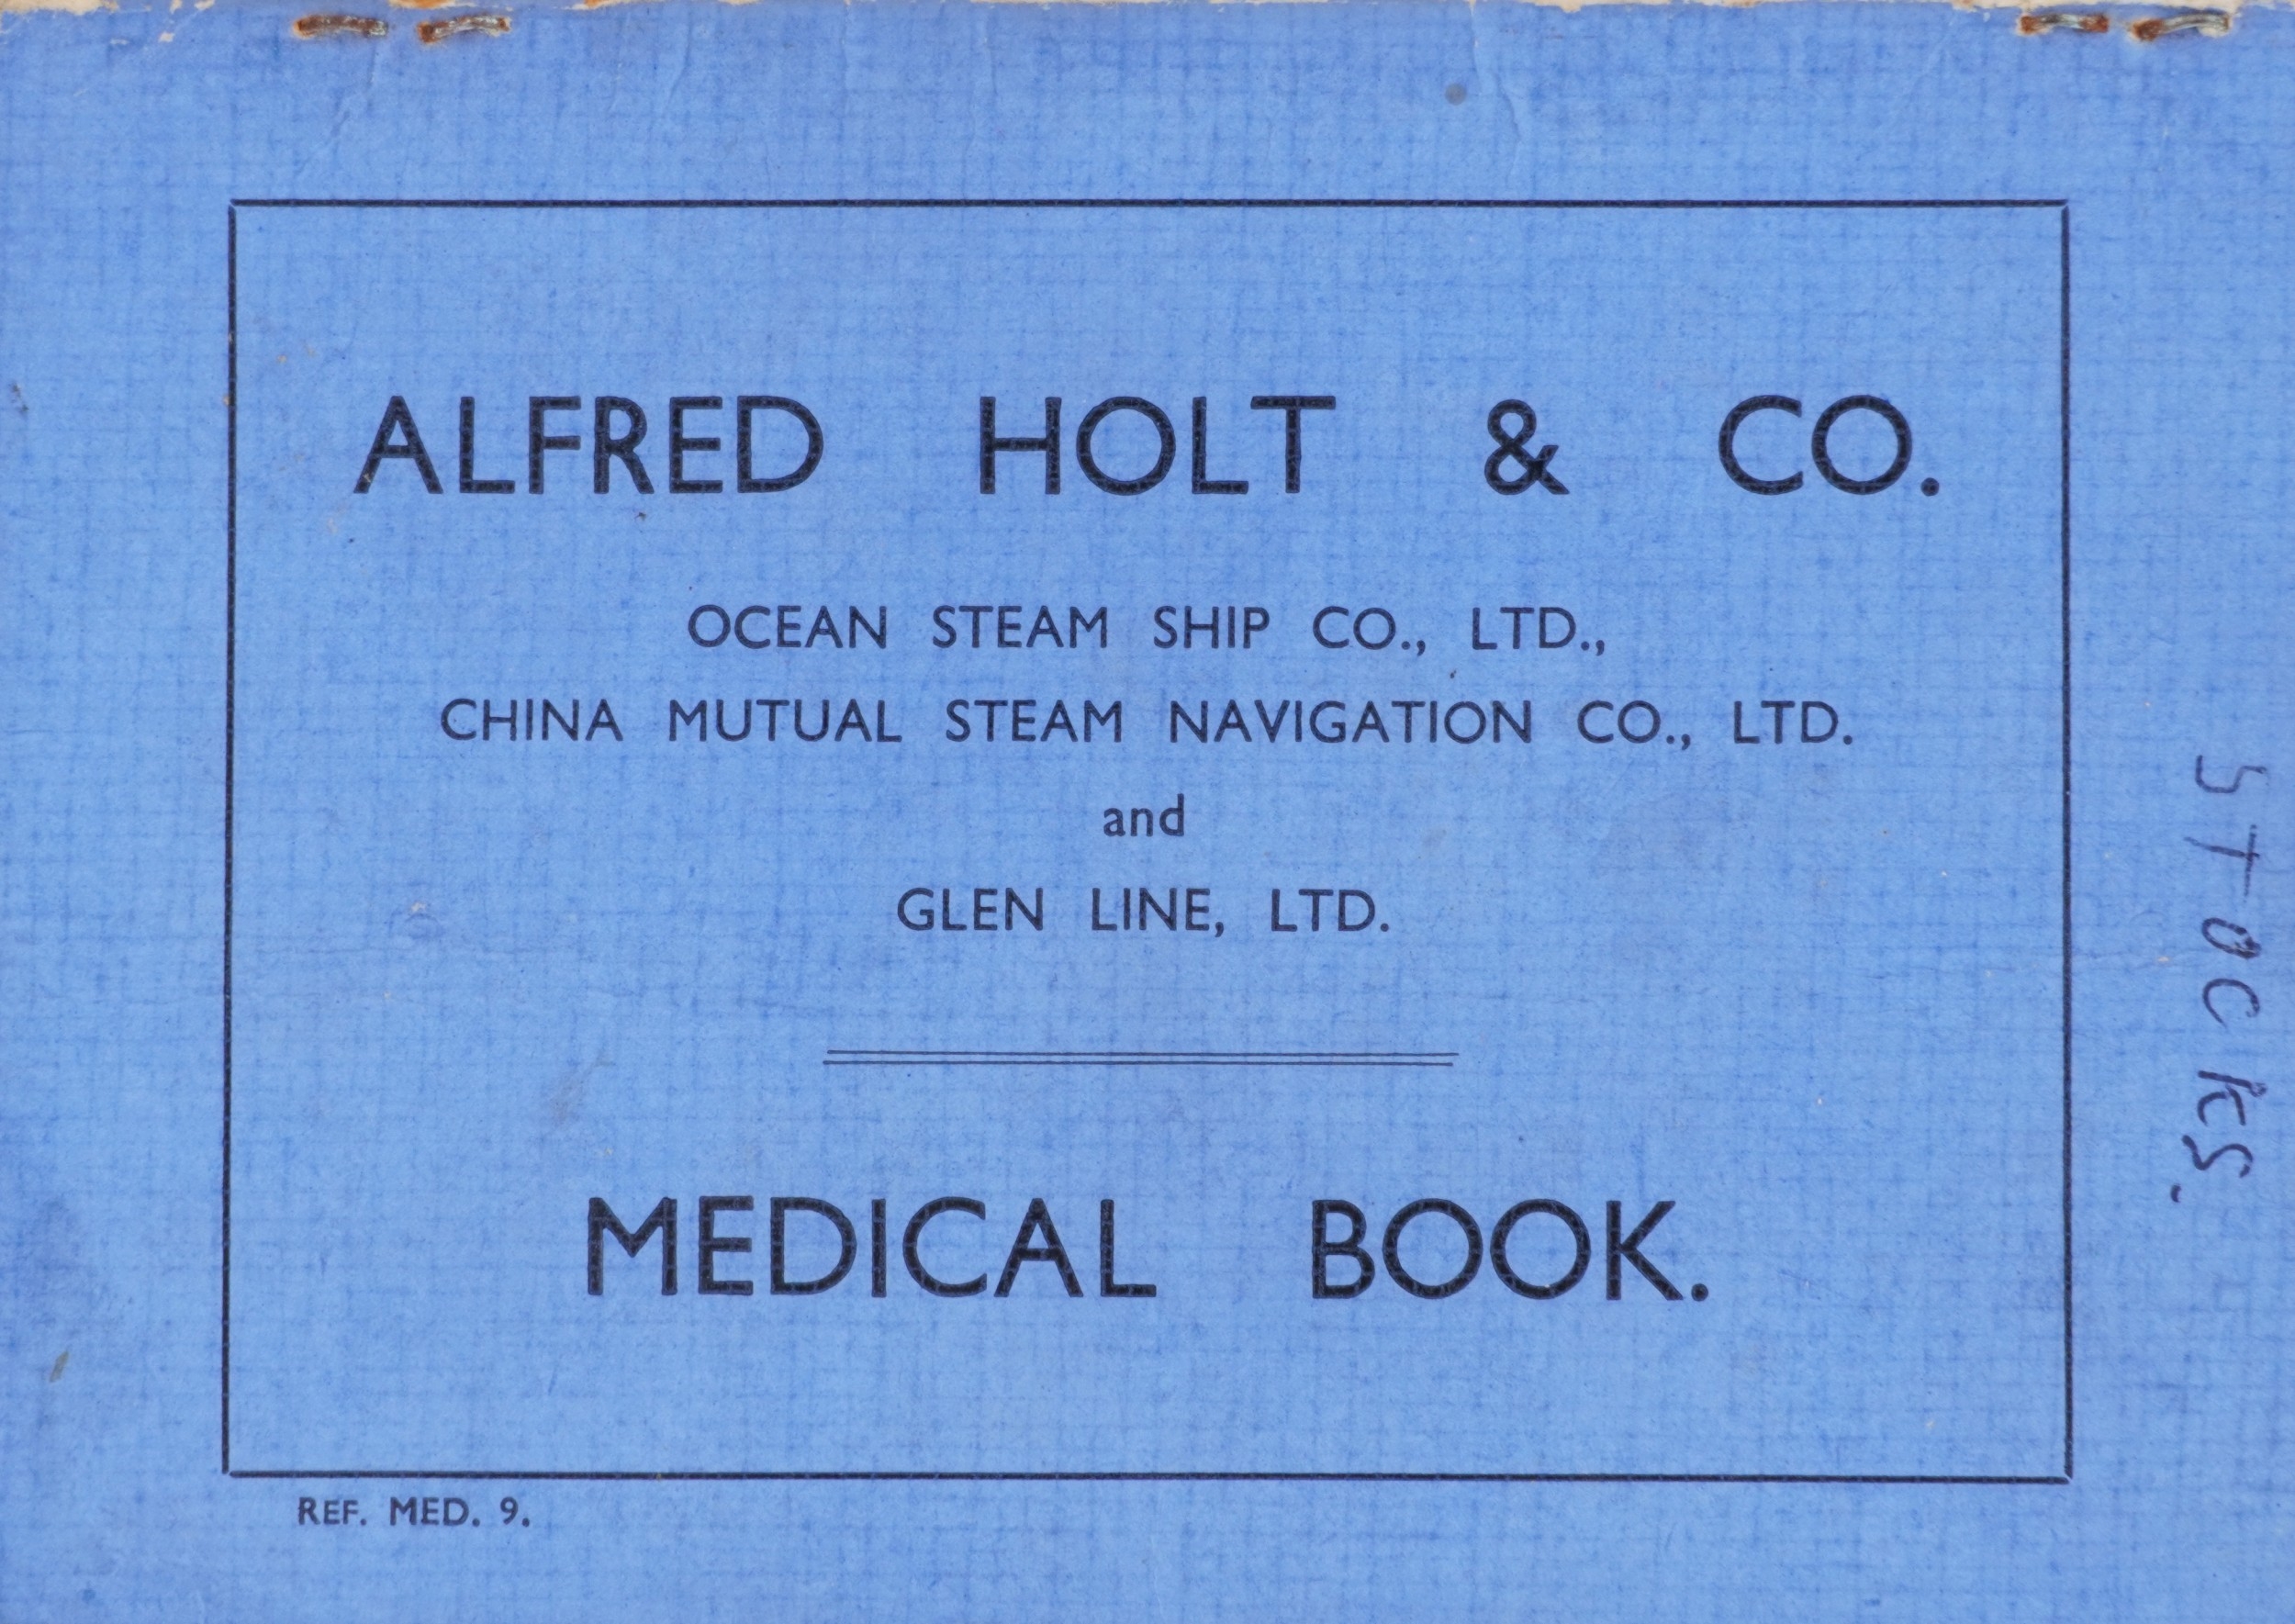 ALFRED HOLT & CO.
OCEAN STEAM SHIP CO., LTD.,
CHINA MUTUAL STEAM NAVIGATION CO., LTD.
and
GLEN LINE, LTD.
MEDICAL BOOK.
REF. MED. 9.
STOCKS.